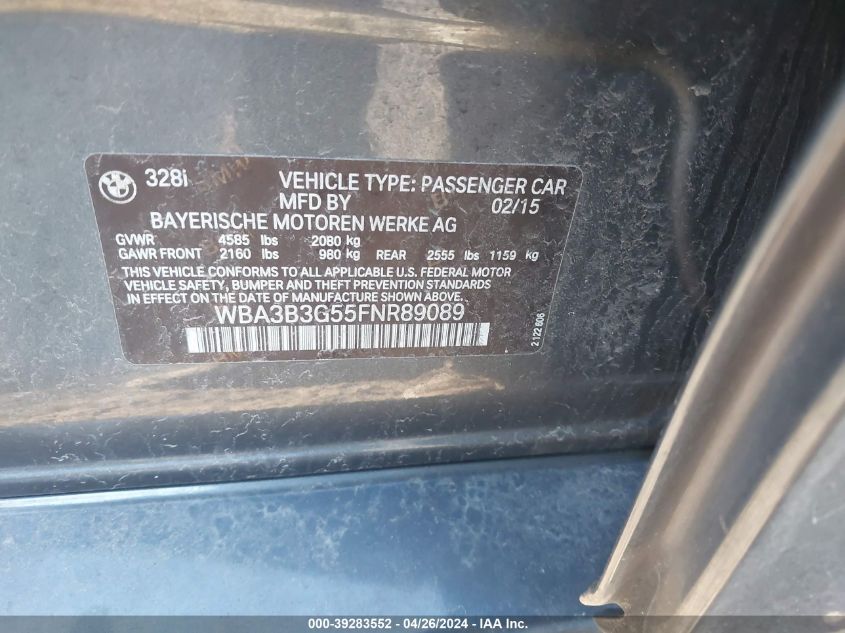 328i VEHICLE TYPE: PASSENGER CAR
MFD BY 02/15
BAYERISCHE MOTOREN WERKE AG
GVWR 4585 lbs 2080 kg
GAWR FRONT 2160 lbs 980 kg REAR 2555 lbs 1159 kg
THIS VEHICLE CONFORMS TO ALL APPLICABLE U.S. FEDERAL MOTOR
VEHICLE SAFETY, BUMPER AND THEFT PREVENTION STANDARDS
IN EFFECT ON THE DATE OF MANUFACTURE SHOWN ABOVE.
WBA3B3G55FNR89089
2 122 606
000-39283552 - 04/26/2024 - IAA Inc.